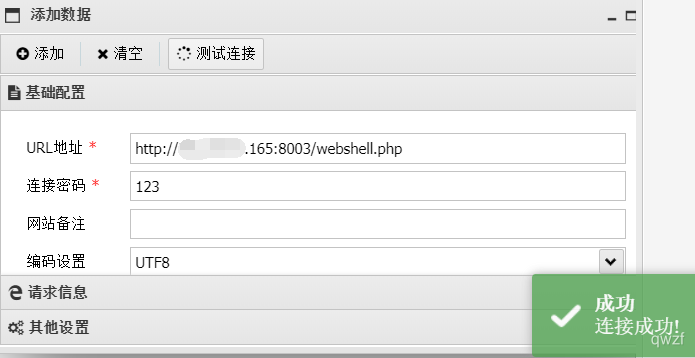 添加数据
添加 清空 测试连接
基础配置
URL地址 * http:// .165:8003/webshell.php
连接密码 * 123
网站备注
编码设置 UTF8
请求信息
其他设置
成功
连接成功!
qwzf